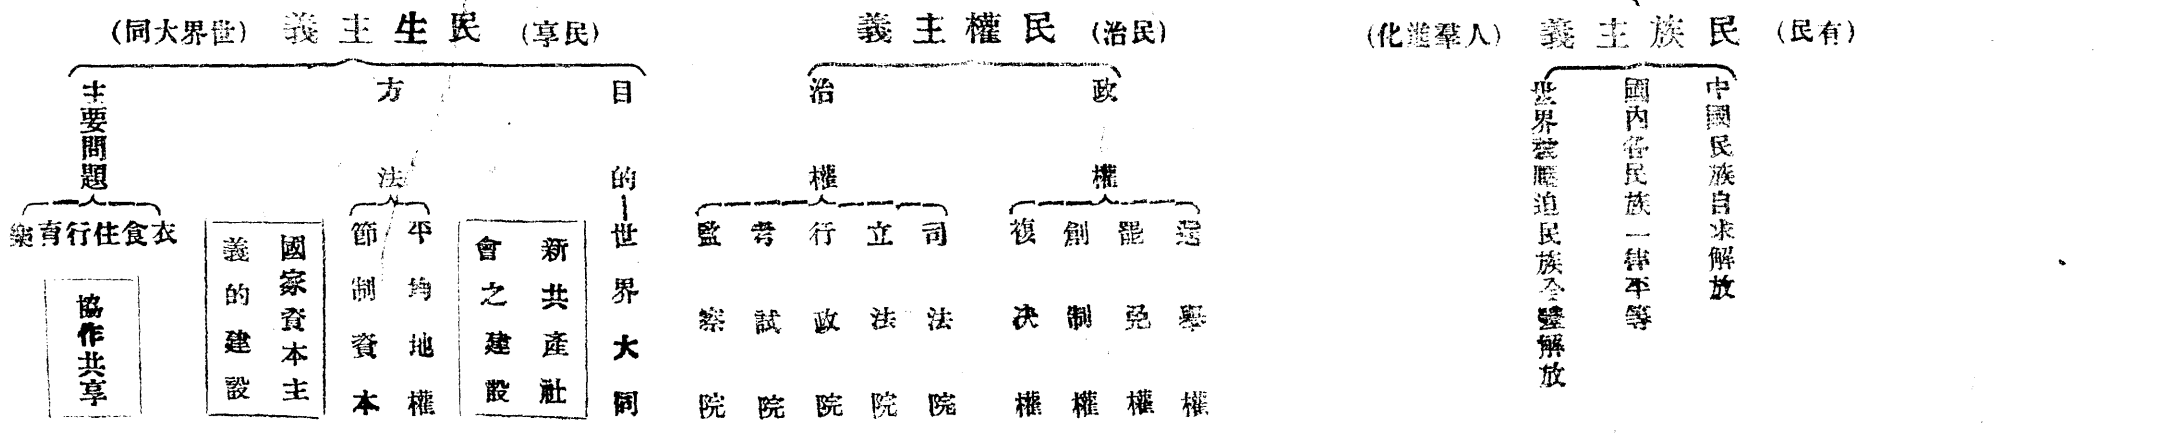 （民有）民族主義（人羣進化）
中國民族自求解放
國內各民族一律平等
世界被壓迫民族全體解放
（民治）民權主義
政權
選舉權
罷免權
創制權
複决權
治權
司法院
立法院
行政院
考試院
監察院
（民享）民生主義（世界大同）
目的
世界大同
新共產社
會之建設
方法
平均地權
節制資本
國家資本主
義的建設
主要問題
衣食住行育樂
協作共享